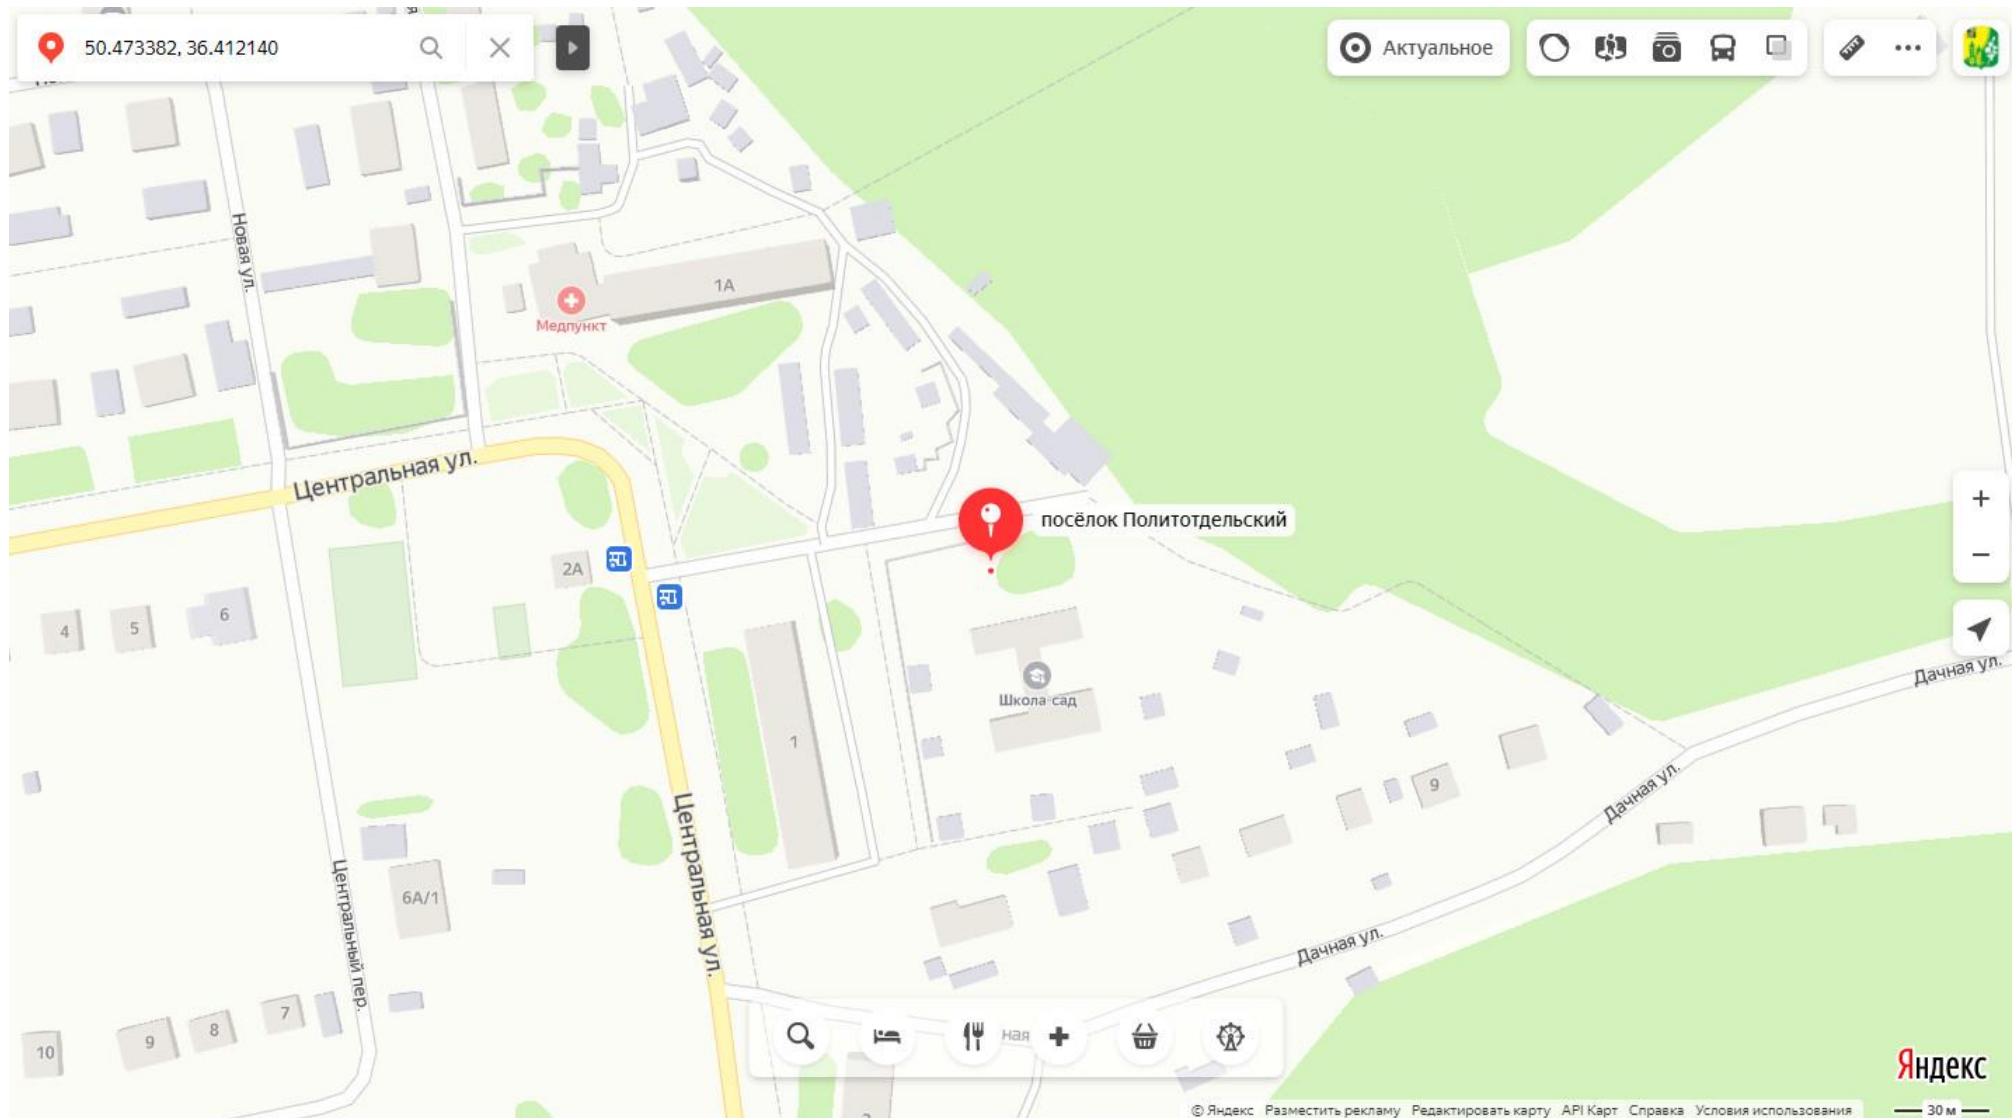 50.473382, 36.412140
Актуальное
Новая ул.
1А
Медпункт
Центральная ул.
посёлок Политотдельский
2А
4
5
6
Школа-сад
1
Дачная ул.
Дачная ул.
9
Центральная ул.
Центральный пер.
6А/1
Дачная ул.
10
9
8
7
ная
Яндекс
© Яндекс Разместить рекламу Редактировать карту API Карт Справка Условия использования 30 м